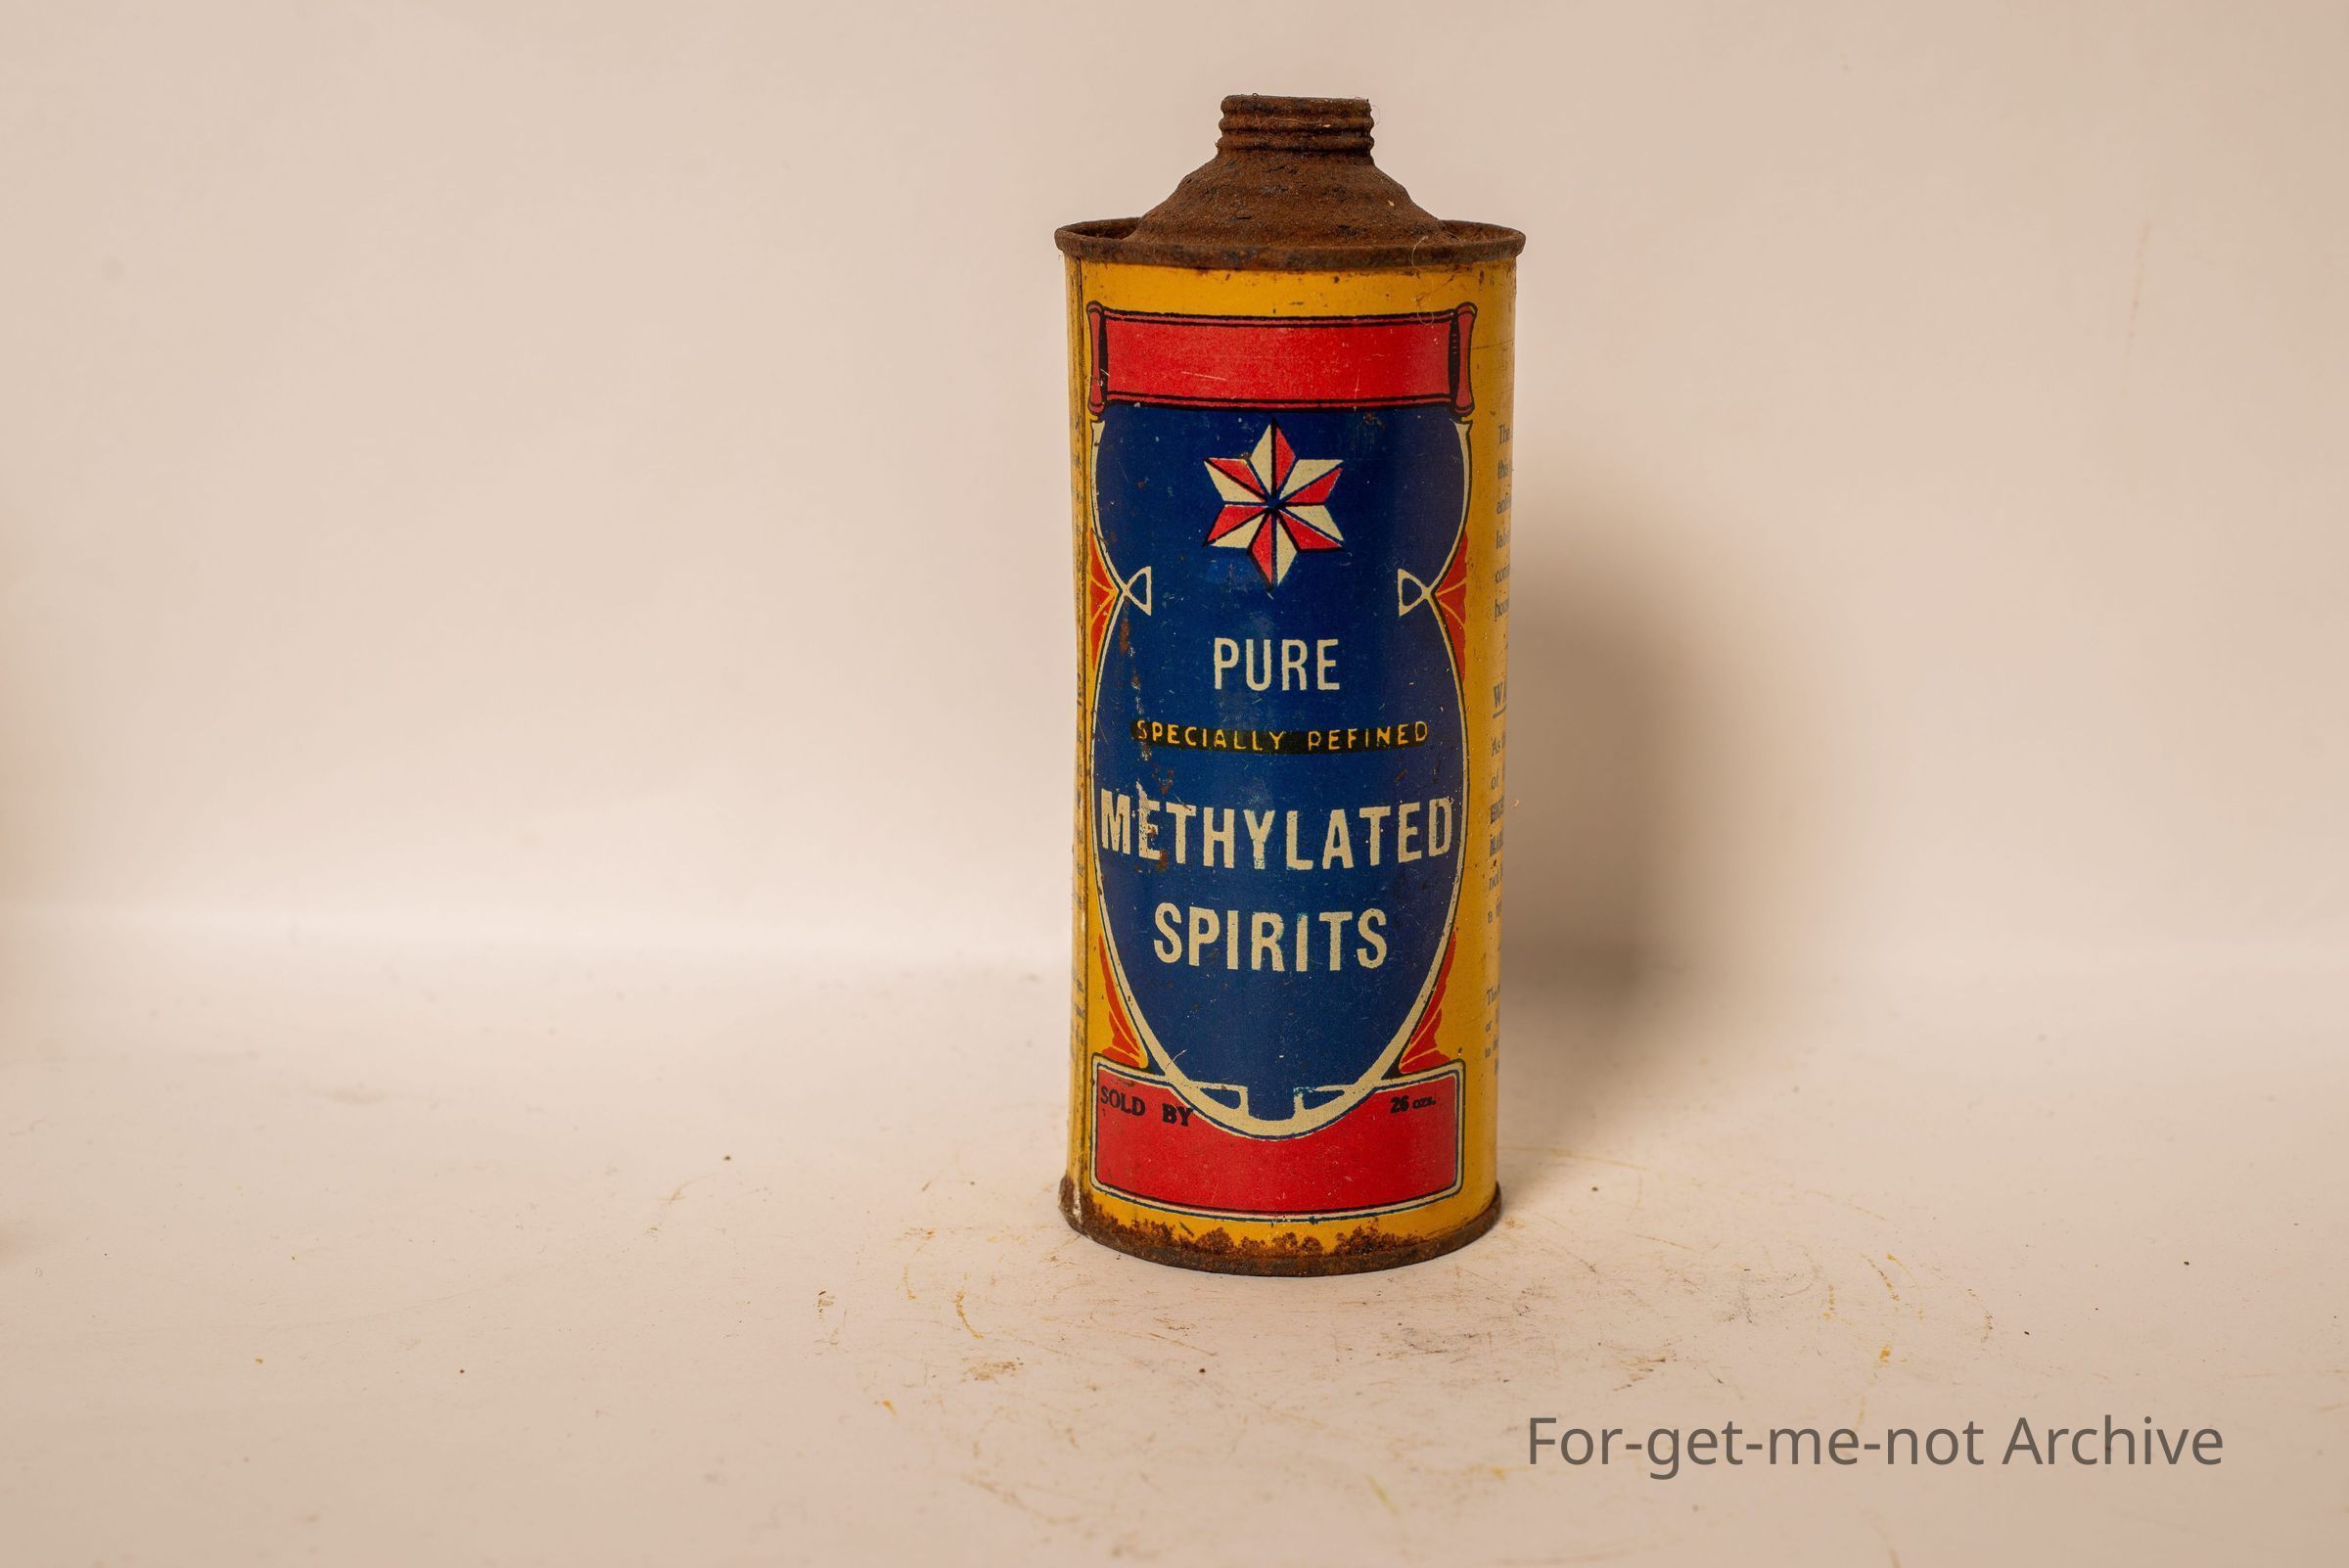 PURE
SPECIALLY REFINED
METHYLATED
SPIRITS
SOLD BY
26 ozs.
For-get-me-not Archive